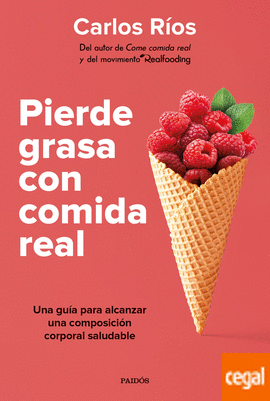 Carlos Ríos
Del autor de Come comida real
y del movimiento Realfooding
Pierde
grasa
con
comida
real
Una guía para alcanzar
una composición
corporal saludable
PAIDÓS
cegal